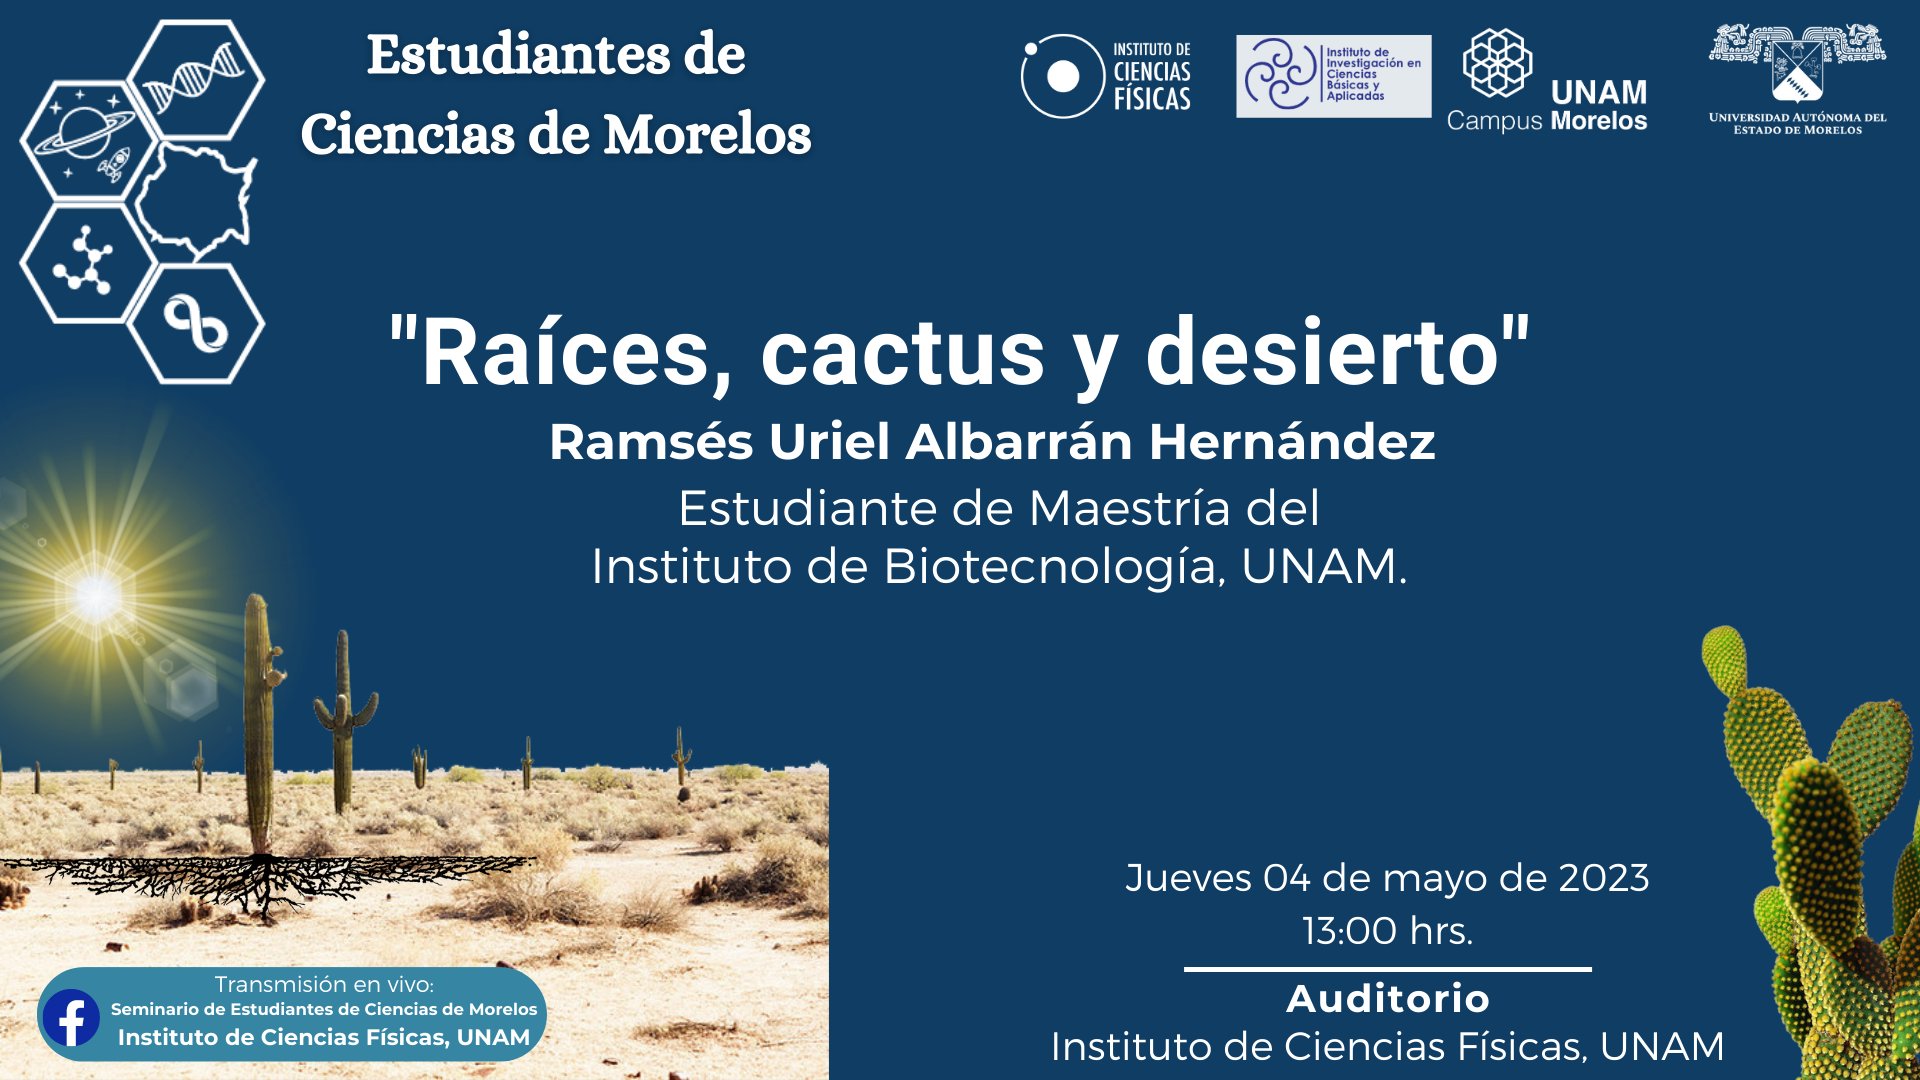 Estudiantes de
Ciencias de Morelos
INSTITUTO DE
CIENCIAS
FÍSICAS
Instituto de
Investigación en
Ciencias
Básicas y
Aplicadas
UNAM
Campus Morelos
UNIVERSIDAD AUTÓNOMA DEL
ESTADO DE MORELOS
"Raíces, cactus y desierto"
Ramsés Uriel Albarrán Hernández
Estudiante de Maestría del
Instituto de Biotecnología, UNAM.
Jueves 04 de mayo de 2023
13:00 hrs.
Auditorio
Instituto de Ciencias Físicas, UNAM
Transmisión en vivo:
Seminario de Estudiantes de Ciencias de Morelos
Instituto de Ciencias Físicas, UNAM